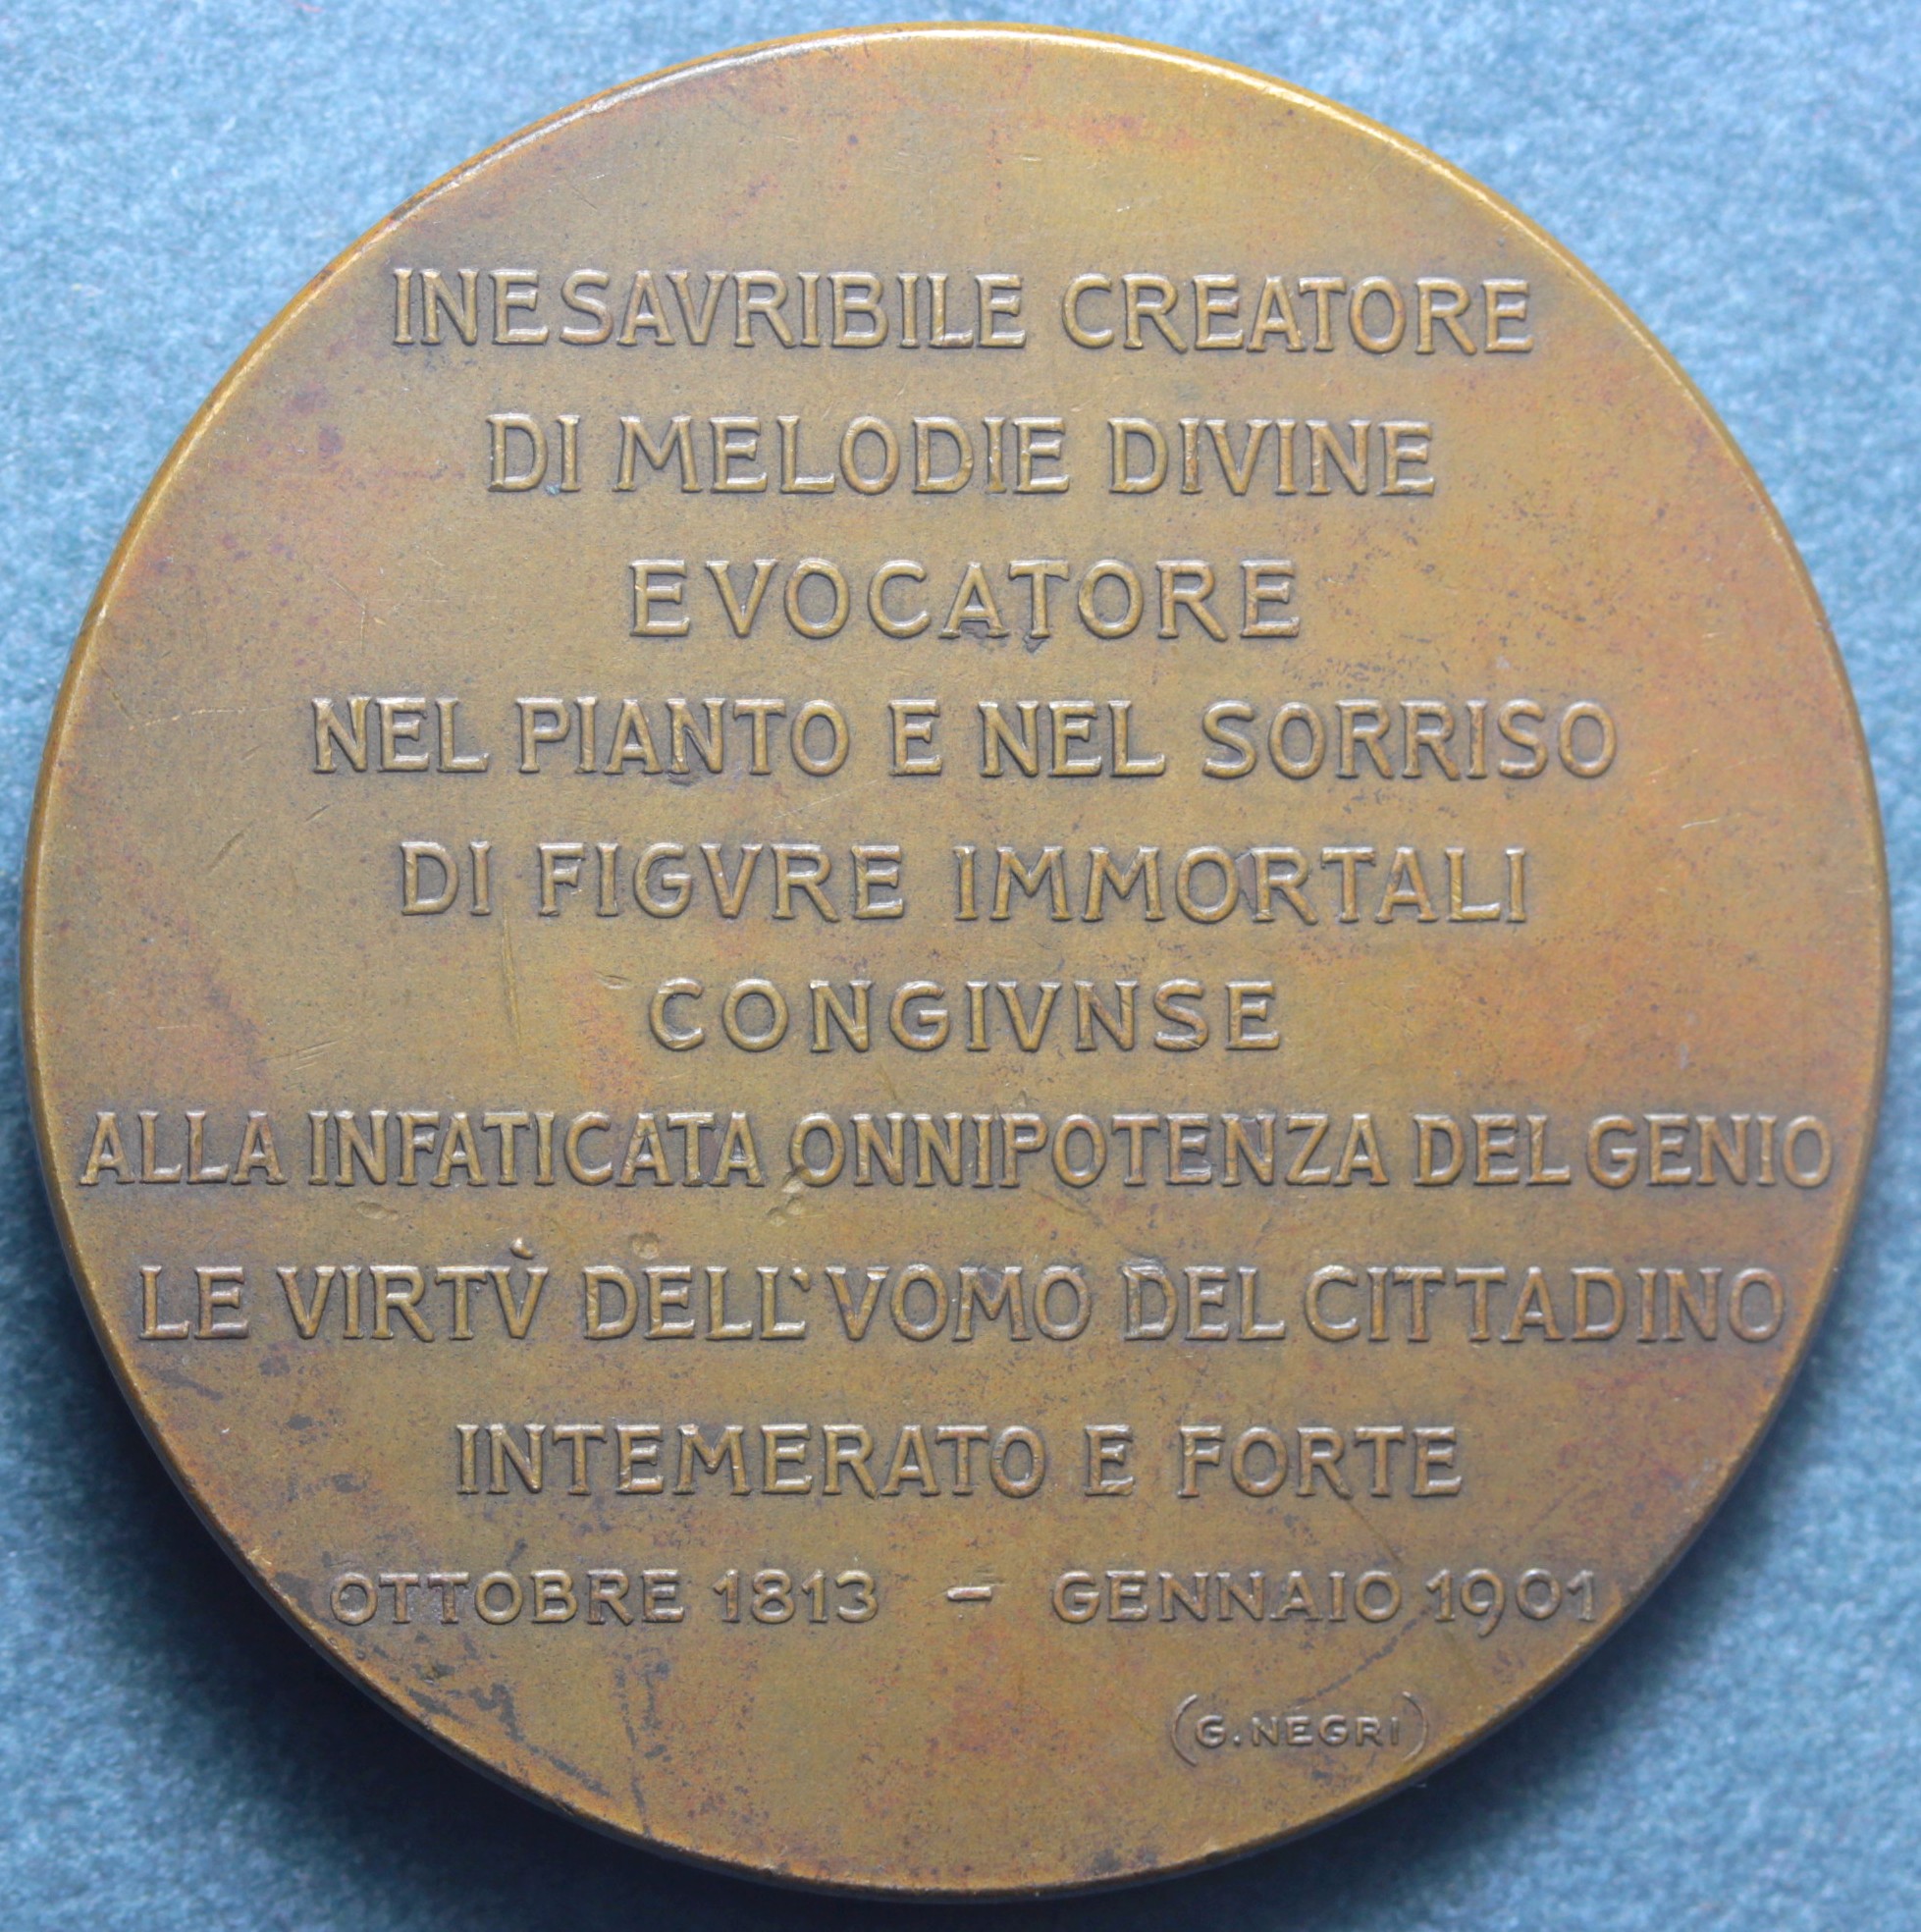 INESAVRIBILE CREATORE
DI MELODIE DIVINE
EVOCATORE
NEL PIANTO E NEL SORRISO
DI FIGVRE IMMORTALI
CONGIVNSE
ALLA INFATICATA ONNIPOTENZA DEL GENIO
LE VIRTV̀ DELL'VOMO DEL CITTADINO
INTEMERATO E FORTE
OTTOBRE 1813 - GENNAIO 1901
(G. NEGRI)